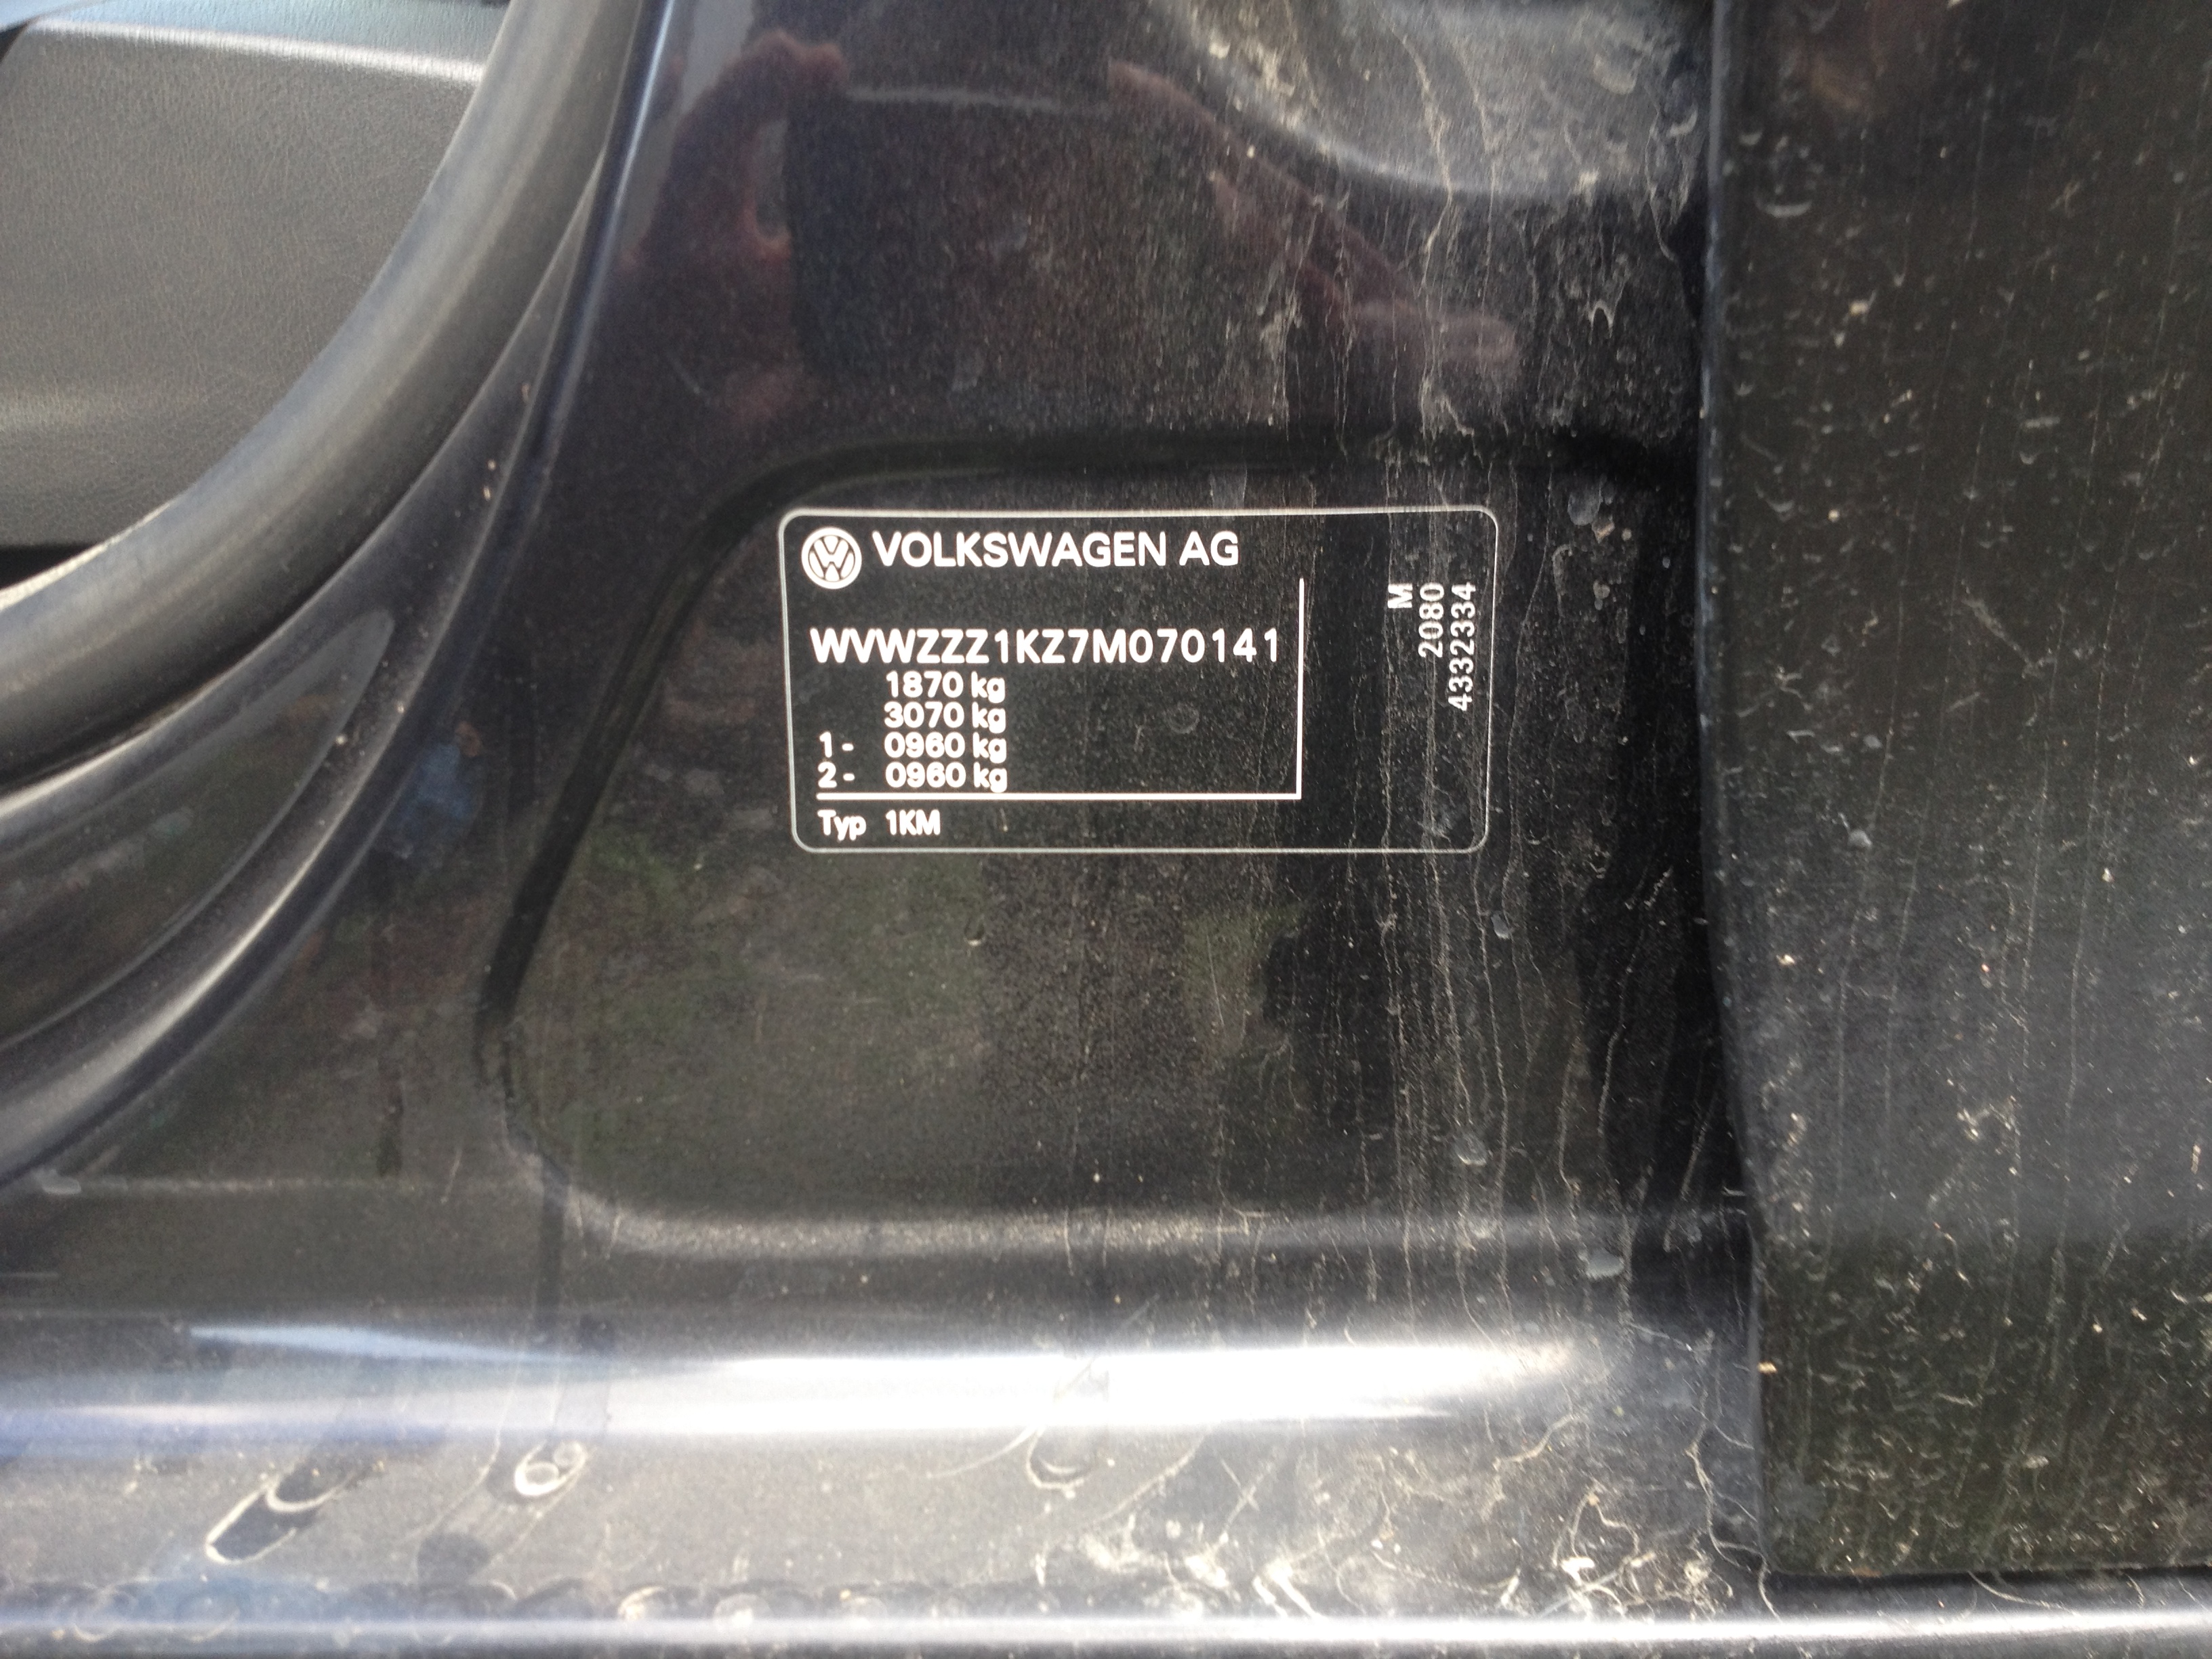 VOLKSWAGEN AG
WVWZZZ1KZ7M070141
1870 kg
3070 kg
1- 0960 kg
2- 0960 kg
Typ 1KM
M
2080
4332334